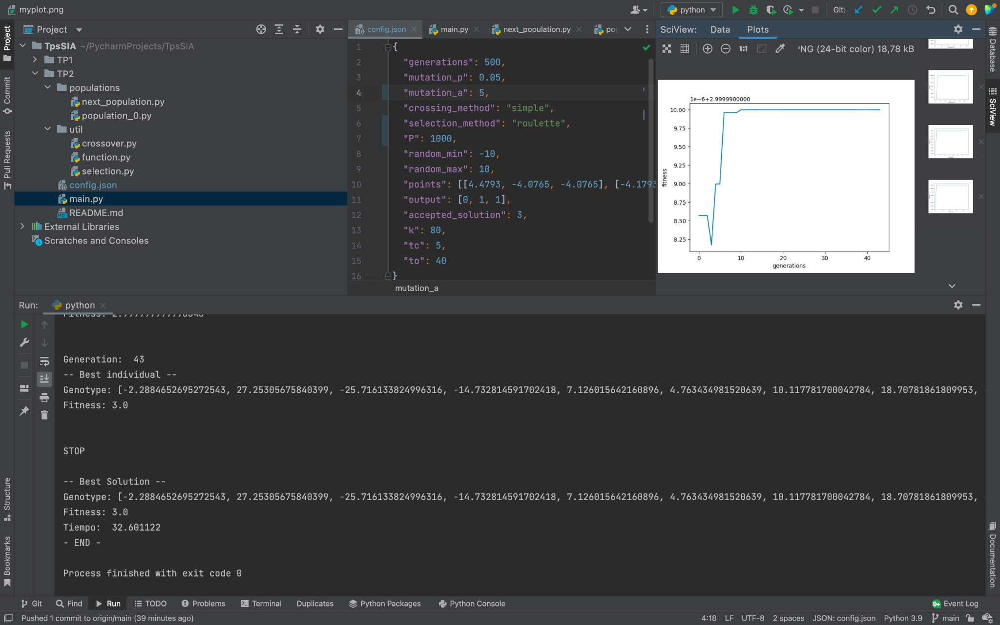 myplot.png
python
Git:
Project
config.json
main.py
next_population.py
po
SciView:
Data
Plots
TpsSIA ~/PycharmProjects/TpsSIA
TP1
TP2
populations
next_population.py
population_0.py
util
crossover.py
function.py
selection.py
config.json
main.py
README.md
External Libraries
Scratches and Consoles
1 {
2 "generations": 500,
3 "mutation_p": 0.05,
4 "mutation_a": 5,
5 "crossing_method": "simple",
6 "selection_method": "roulette",
7 "P": 1000,
8 "random_min": -10,
9 "random_max": 10,
10 "points": [[4.4793, -4.0765, -4.0765], [-4.1793
11 "output": [0, 1, 1],
12 "accepted_solution": 3,
13 "k": 80,
14 "tc": 5,
15 "to": 40
16 }
mutation_a
1:1
PNG (24-bit color) 18,78 kB
1e-6+2.9999900000
10.00
9.75
9.50
9.25
9.00
8.75
8.50
8.25
fitness
0 10 20 30 40
generations
Project
Commit
Pull Requests
Structure
Bookmarks
Database
SciView
Documentation
Run:
python
Generation:  43
-- Best individual --
Genotype: [-2.2884652695272543, 27.25305675840399, -25.716133824996316, -14.732814591702418, 7.126015642160896, 4.763434981520639, 10.117781700042784, 18.70781861809953,
Fitness: 3.0
STOP
-- Best Solution --
Genotype: [-2.2884652695272543, 27.25305675840399, -25.716133824996316, -14.732814591702418, 7.126015642160896, 4.763434981520639, 10.117781700042784, 18.70781861809953,
Fitness: 3.0
Tiempo:  32.601122
- END -
Process finished with exit code 0
Git
Find
Run
TODO
Problems
Terminal
Duplicates
Python Packages
Python Console
9+ Event Log
Pushed 1 commit to origin/main (39 minutes ago)
4:18
LF
UTF-8
2 spaces
JSON: config.json
Python 3.9
main